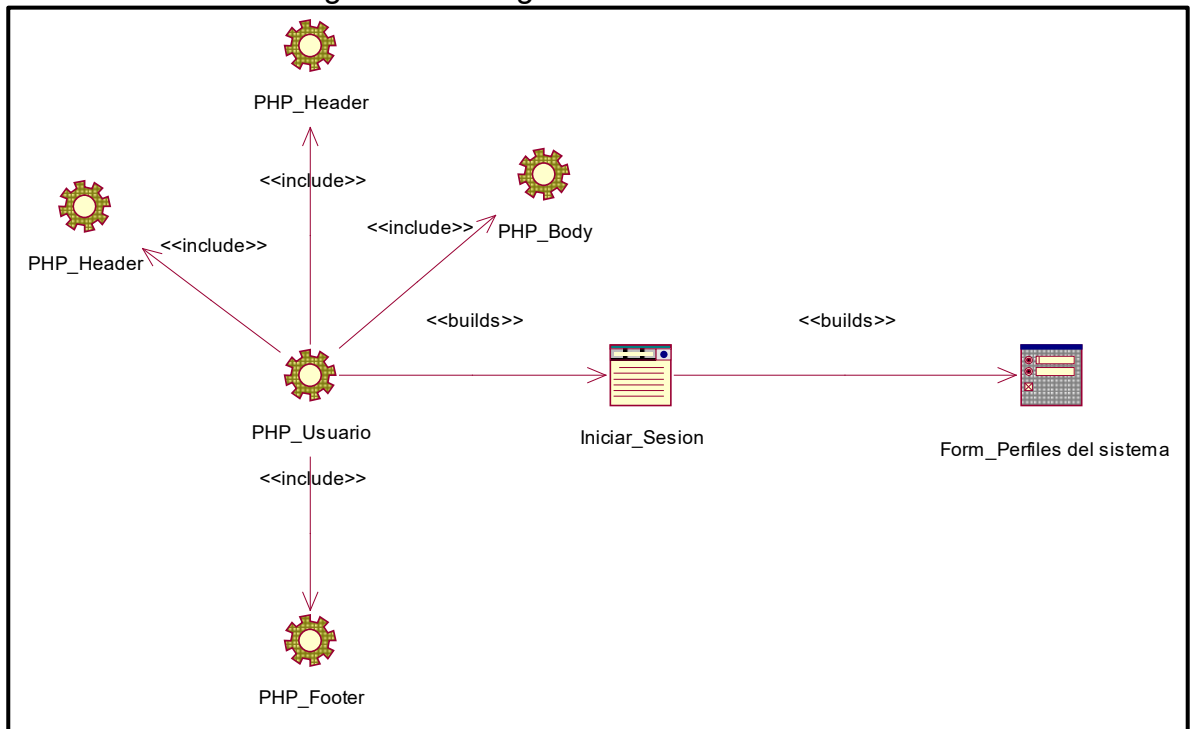 PHP_Header
<<include>>
PHP_Header
<<include>>
<<include>>
PHP_Body
<<builds>>
<<builds>>
PHP_Usuario
Iniciar_Sesion
Form_Perfiles del sistema
<<include>>
PHP_Footer